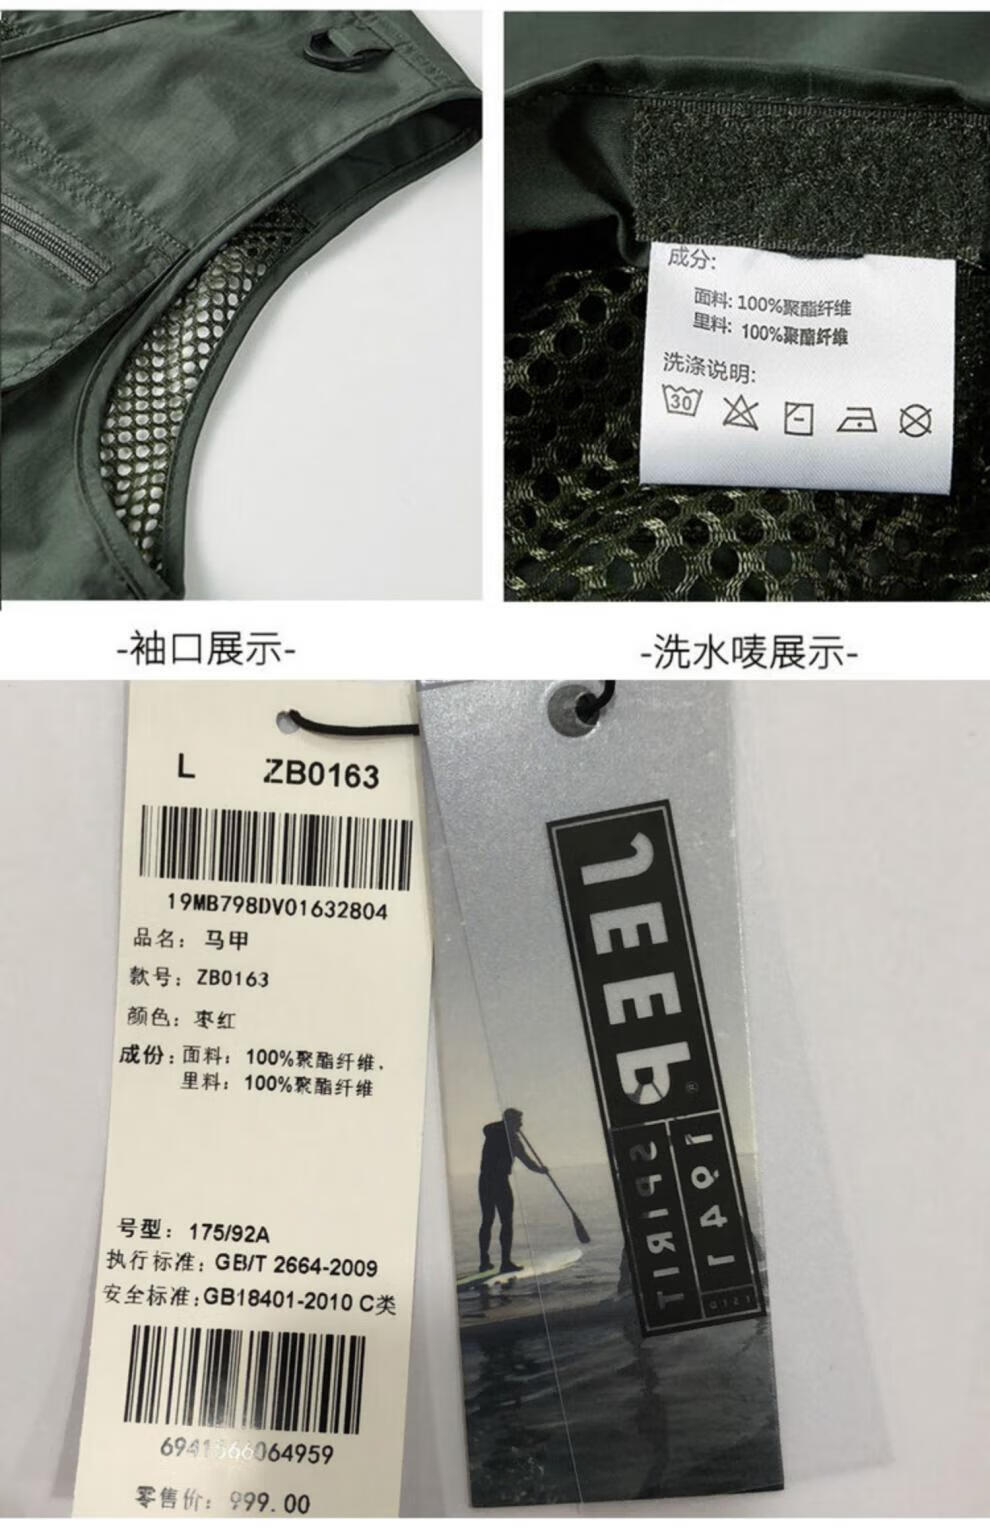 成分:
面料: 100%聚酯纤维
里料: 100%聚酯纤维
洗涤说明:
30
-袖口展示-
-洗水唛展示-
L ZB0163
19MB798DV01632804
品名: 马甲
款号: ZB0163
颜色: 枣红
成份: 面料: 100%聚酯纤维,
里料: 100%聚酯纤维
号型: 175/92A
执行标准: GB/T 2664-2009
安全标准:GB18401-2010 C类
6941566064959
零售价: 999.00
JEEP
®
SPIRIT
1941